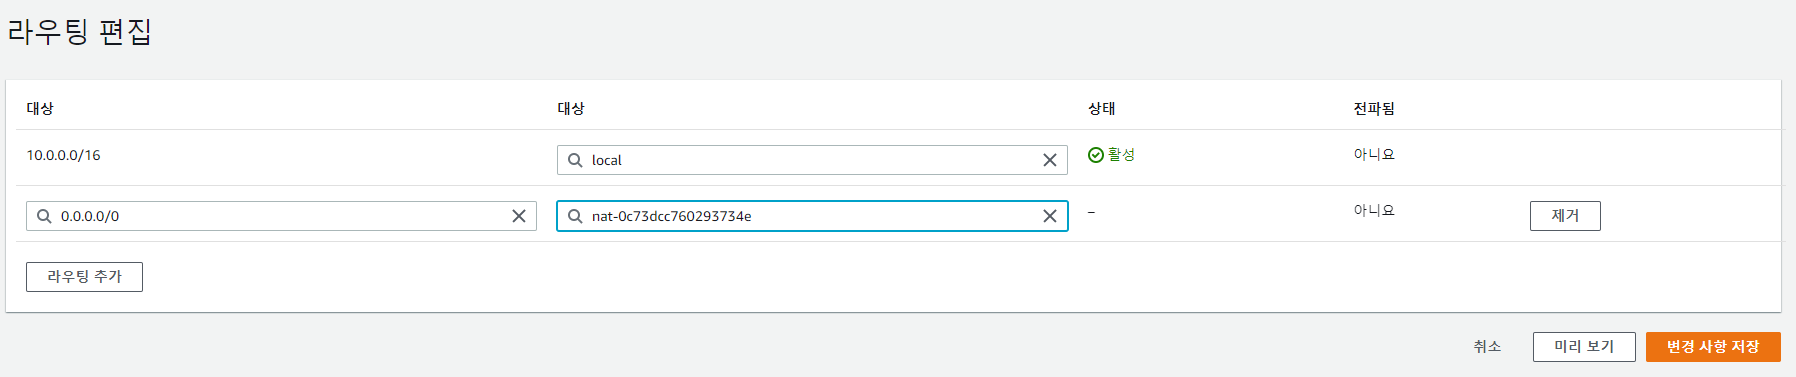 라우팅 편집
대상 대상 상태 전파됨
10.0.0.0/16 local 활성 아니요
0.0.0.0/0 nat-0c73dcc760293734e – 아니요 제거
라우팅 추가
취소 미리 보기 변경 사항 저장